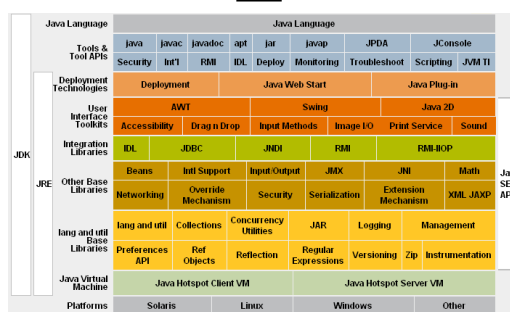 Java Language Java Language
Tools & Tool APIs java javac javadoc apt jar javap JPDA JConsole
Security Int'l RMI IDL Deploy Monitoring Troubleshoot Scripting JVM TI
Deployment Technologies Deployment Java Web Start Java Plug-in
User Interface Toolkits AWT Swing Java 2D
Accessibility Drag n Drop Input Methods Image I/O Print Service Sound
Integration Libraries IDL JDBC JNDI RMI RMI-IIOP
JDK
JRE
Other Base Libraries Beans Intl Support Input/Output JMX JNI Math
Networking Override Mechanism Security Serialization Extension Mechanism XML JAXP
Ja
SE
AP
lang and util Base Libraries lang and util Collections Concurrency Utilities JAR Logging Management
Preferences API Ref Objects Reflection Regular Expressions Versioning Zip Instrumentation
Java Virtual Machine Java Hotspot Client VM Java Hotspot Server VM
Platforms Solaris Linux Windows Other